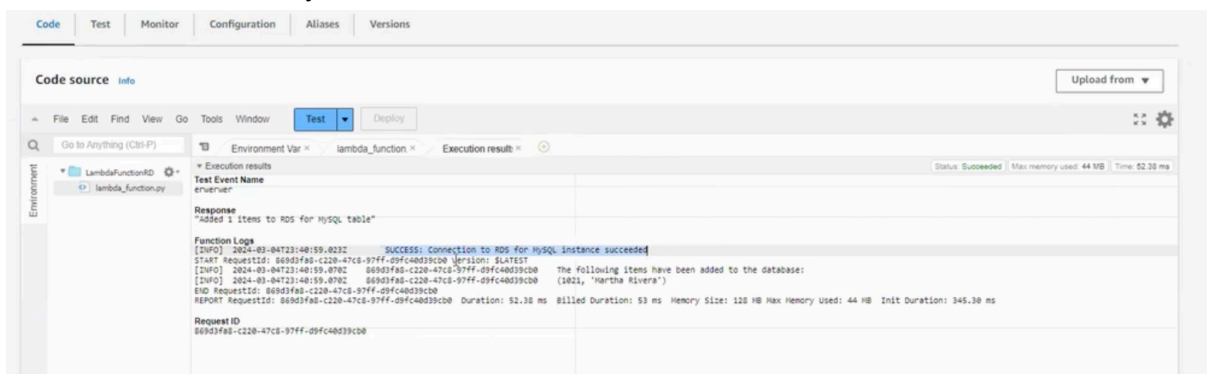 Code Test Monitor Configuration Aliases Versions
Code source Info
Upload from ▼
File Edit Find View Go Tools Window Test Deploy
Go to Anything (Ctrl-P)
Environment Var × lambda_function × Execution result: ×
Environment
LambdaFunctionRD
lambda_function.py
Execution results
Status: Succeeded Max memory used: 44 MB Time: 52.38 ms
Test Event Name
erwerwer
Response
"Added 1 items to RDS for MySQL table"
Function Logs
[INFO] 2024-03-04T23:40:59.023Z SUCCESS: Connection to RDS for MySQL instance succeeded
START RequestId: 869d3fa8-c220-47c8-97ff-d9fc40d39cb0 Version: $LATEST
[INFO] 2024-03-04T23:40:59.070Z 869d3fa8-c220-47c8-97ff-d9fc40d39cb0 The following items have been added to the database:
[INFO] 2024-03-04T23:40:59.070Z 869d3fa8-c220-47c8-97ff-d9fc40d39cb0 (1021, 'Martha Rivera')
END RequestId: 869d3fa8-c220-47c8-97ff-d9fc40d39cb0
REPORT RequestId: 869d3fa8-c220-47c8-97ff-d9fc40d39cb0 Duration: 52.38 ms Billed Duration: 53 ms Memory Size: 128 MB Max Memory Used: 44 MB Init Duration: 345.30 ms
Request ID
869d3fa8-c220-47c8-97ff-d9fc40d39cb0